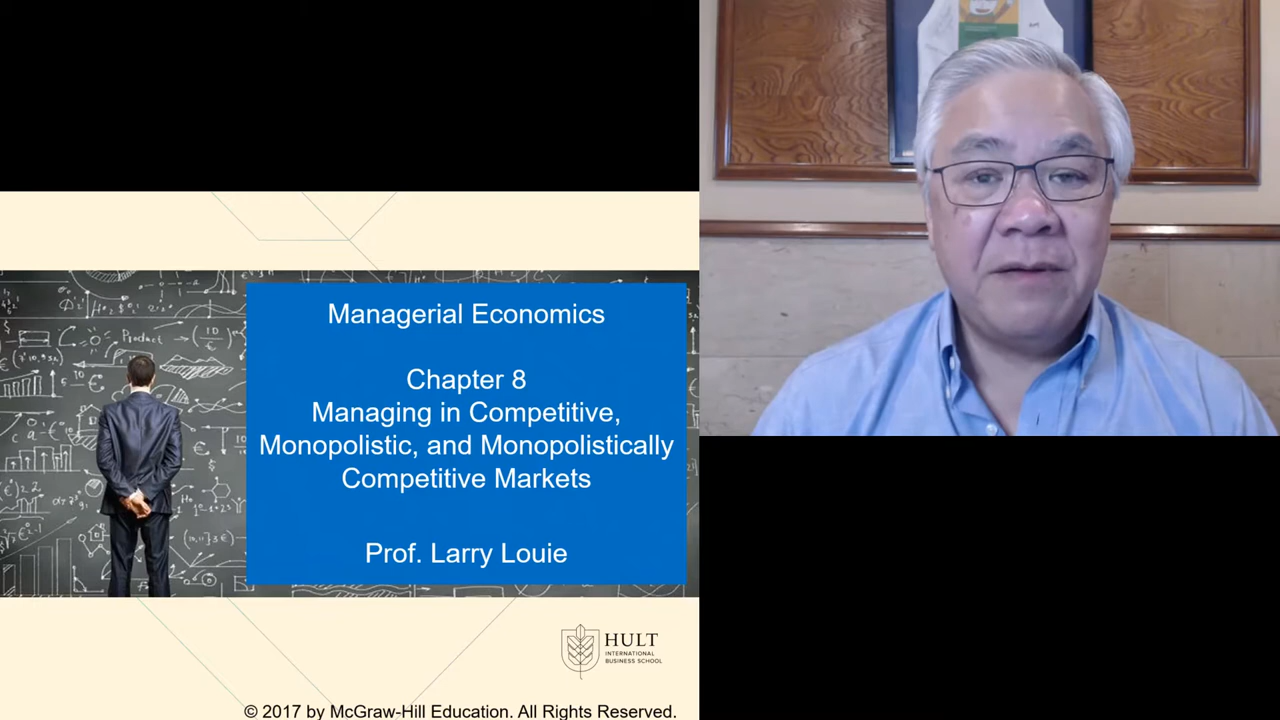 Managerial Economics
Chapter 8
Managing in Competitive,
Monopolistic, and Monopolistically
Competitive Markets
Prof. Larry Louie
HULT
INTERNATIONAL
BUSINESS SCHOOL
© 2017 by McGraw-Hill Education. All Rights Reserved.